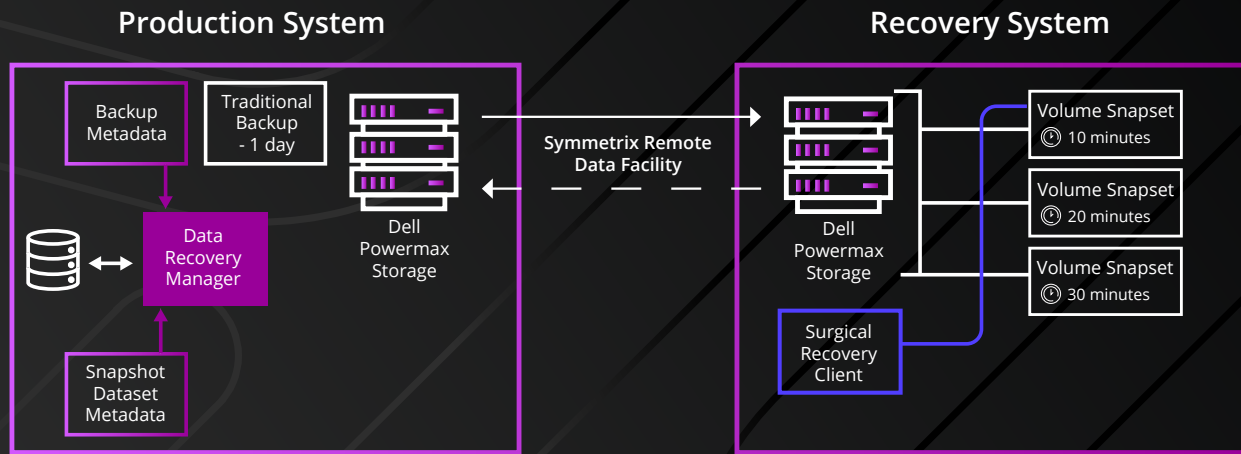 Production System
Recovery System
Backup
Metadata
Traditional
Backup
- 1 day
Data
Recovery
Manager
Snapshot
Dataset
Metadata
Dell
Powermax
Storage
Symmetrix Remote
Data Facility
Dell
Powermax
Storage
Surgical
Recovery
Client
Volume Snapset
10 minutes
Volume Snapset
20 minutes
Volume Snapset
30 minutes